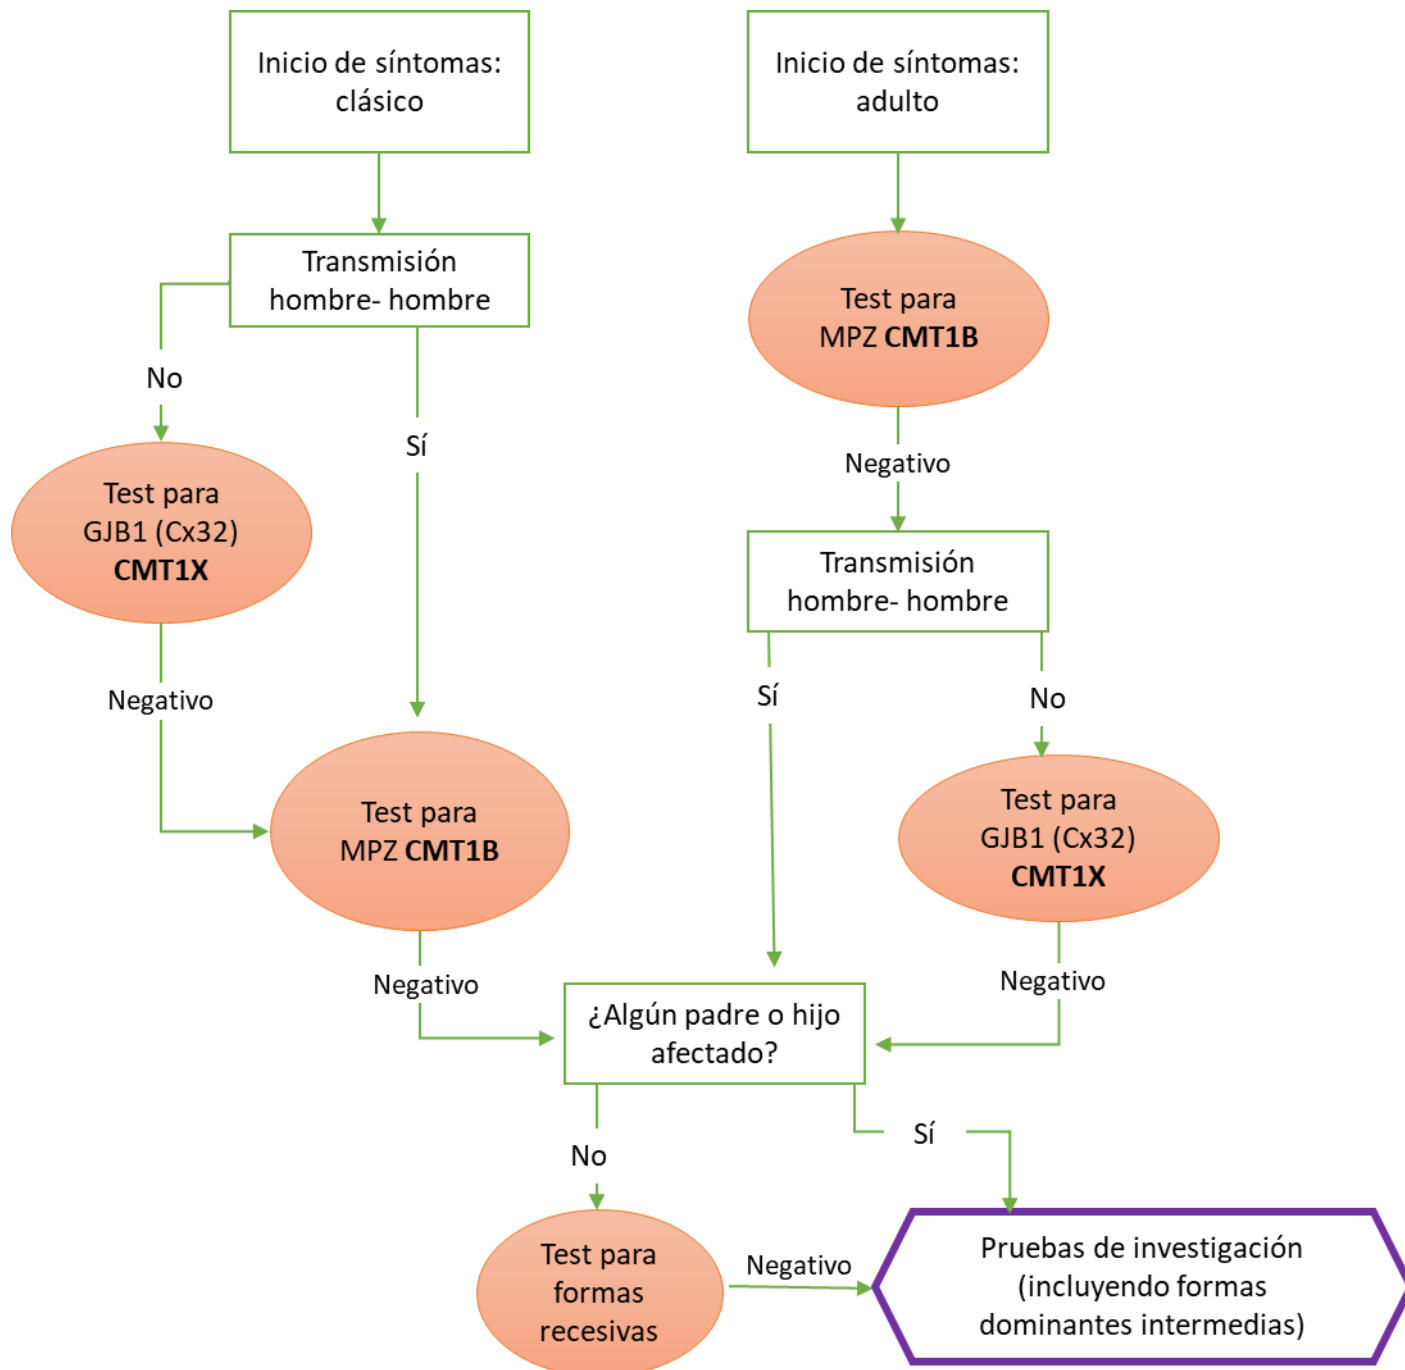 Inicio de síntomas:
clásico
Inicio de síntomas:
adulto
Transmisión
hombre- hombre
Test para
MPZ CMT1B
No
Sí
Negativo
Test para
GJB1 (Cx32)
CMT1X
Transmisión
hombre- hombre
Negativo
Sí
No
Test para
MPZ CMT1B
Test para
GJB1 (Cx32)
CMT1X
Negativo
Negativo
¿Algún padre o hijo
afectado?
No
Sí
Test para
formas
recesivas
Negativo
Pruebas de investigación
(incluyendo formas
dominantes intermedias)